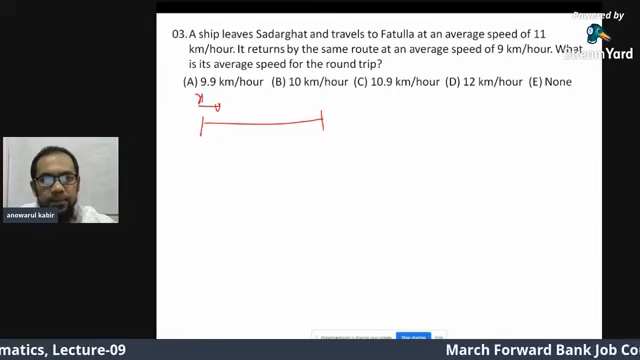 Powered by
StreamYard
03. A ship leaves Sadarghat and travels to Fatulla at an average speed of 11
km/hour. It returns by the same route at an average speed of 9 km/hour. What
is its average speed for the round trip?
(A) 9.9 km/hour (B) 10 km/hour (C) 10.9 km/hour (D) 12 km/hour (E) None
anowarul kabir
Stop sharing
Hide
matics, Lecture-09
March Forward Bank Job Co